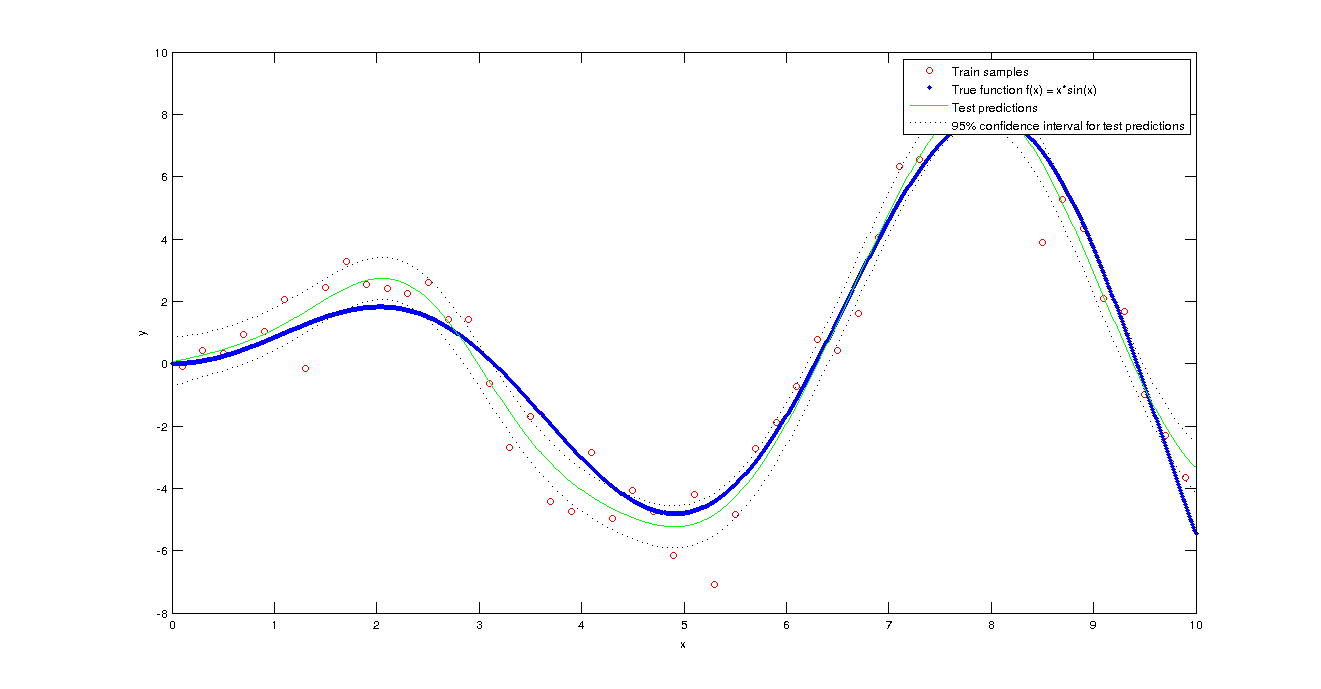 10
8
6
4
2
0
-2
-4
-6
-8
y
0 1 2 3 4 5 6 7 8 9 10
x
Train samples
True function f(x) = x*sin(x)
Test predictions
95% confidence interval for test predictions